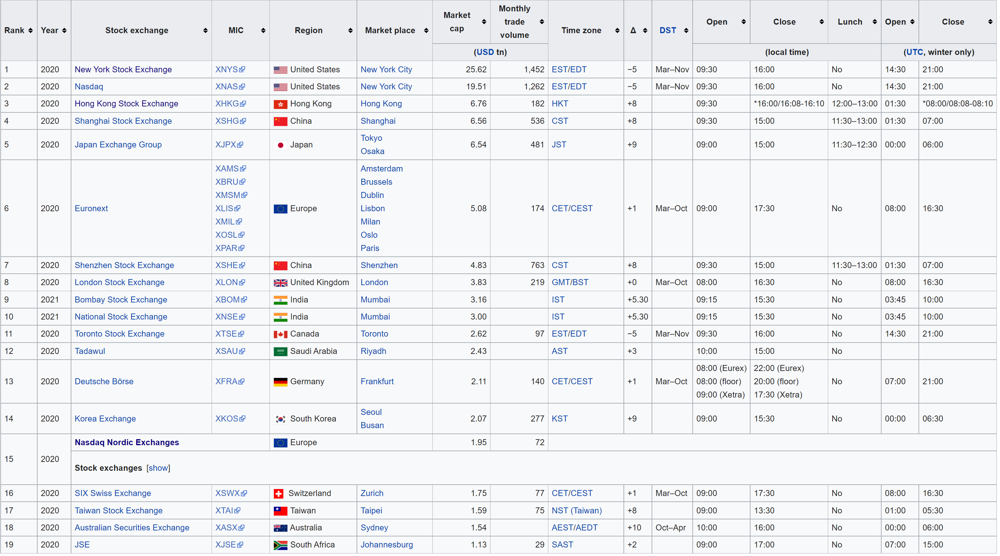 Rank Year Stock exchange MIC Region Market place Market cap Monthly trade volume Time zone Δ DST Open Close Lunch Open Close
(USD tn) (local time) (UTC, winter only)
1 2020 New York Stock Exchange XNYS United States New York City 25.62 1,452 EST/EDT −5 Mar–Nov 09:30 16:00 No 14:30 21:00
2 2020 Nasdaq XNAS United States New York City 19.51 1,262 EST/EDT −5 Mar–Nov 09:30 16:00 No 14:30 21:00
3 2020 Hong Kong Stock Exchange XHKG Hong Kong Hong Kong 6.76 182 HKT +8 09:30 *16:00/16:08-16:10 12:00–13:00 01:30 *08:00/08:08-08:10
4 2020 Shanghai Stock Exchange XSHG China Shanghai 6.56 536 CST +8 09:30 15:00 11:30–13:00 01:30 07:00
5 2020 Japan Exchange Group XJPX Japan Tokyo Osaka 6.54 481 JST +9 09:00 15:00 11:30–12:30 00:00 06:00
6 2020 Euronext XAMS XBRU XMSM XLIS XMIL XOSL XPAR Europe Amsterdam Brussels Dublin Lisbon Milan Oslo Paris 5.08 174 CET/CEST +1 Mar–Oct 09:00 17:30 No 08:00 16:30
7 2020 Shenzhen Stock Exchange XSHE China Shenzhen 4.83 763 CST +8 09:30 15:00 11:30–13:00 01:30 07:00
8 2020 London Stock Exchange XLON United Kingdom London 3.83 219 GMT/BST +0 Mar–Oct 08:00 16:30 No 08:00 16:30
9 2021 Bombay Stock Exchange XBOM India Mumbai 3.16 IST +5.30 09:15 15:30 No 03:45 10:00
10 2021 National Stock Exchange XNSE India Mumbai 3.00 IST +5.30 09:15 15:30 No 03:45 10:00
11 2020 Toronto Stock Exchange XTSE Canada Toronto 2.62 97 EST/EDT −5 Mar–Nov 09:30 16:00 No 14:30 21:00
12 2020 Tadawul XSAU Saudi Arabia Riyadh 2.43 AST +3 10:00 15:00 No
13 2020 Deutsche Börse XFRA Germany Frankfurt 2.11 140 CET/CEST +1 Mar–Oct 08:00 (Eurex) 08:00 (floor) 09:00 (Xetra) 22:00 (Eurex) 20:00 (floor) 17:30 (Xetra) No 07:00 21:00
14 2020 Korea Exchange XKOS South Korea Seoul Busan 2.07 277 KST +9 09:00 15:30 No 00:00 06:30
15 2020 Nasdaq Nordic Exchanges Europe 1.95 72
Stock exchanges [show]
16 2020 SIX Swiss Exchange XSWX Switzerland Zurich 1.75 77 CET/CEST +1 Mar–Oct 09:00 17:30 No 08:00 16:30
17 2020 Taiwan Stock Exchange XTAI Taiwan Taipei 1.59 75 NST (Taiwan) +8 09:00 13:30 No 01:00 05:30
18 2020 Australian Securities Exchange XASX Australia Sydney 1.54 AEST/AEDT +10 Oct–Apr 10:00 16:00 No 00:00 06:00
19 2020 JSE XJSE South Africa Johannesburg 1.13 29 SAST +2 09:00 17:00 No 07:00 15:00